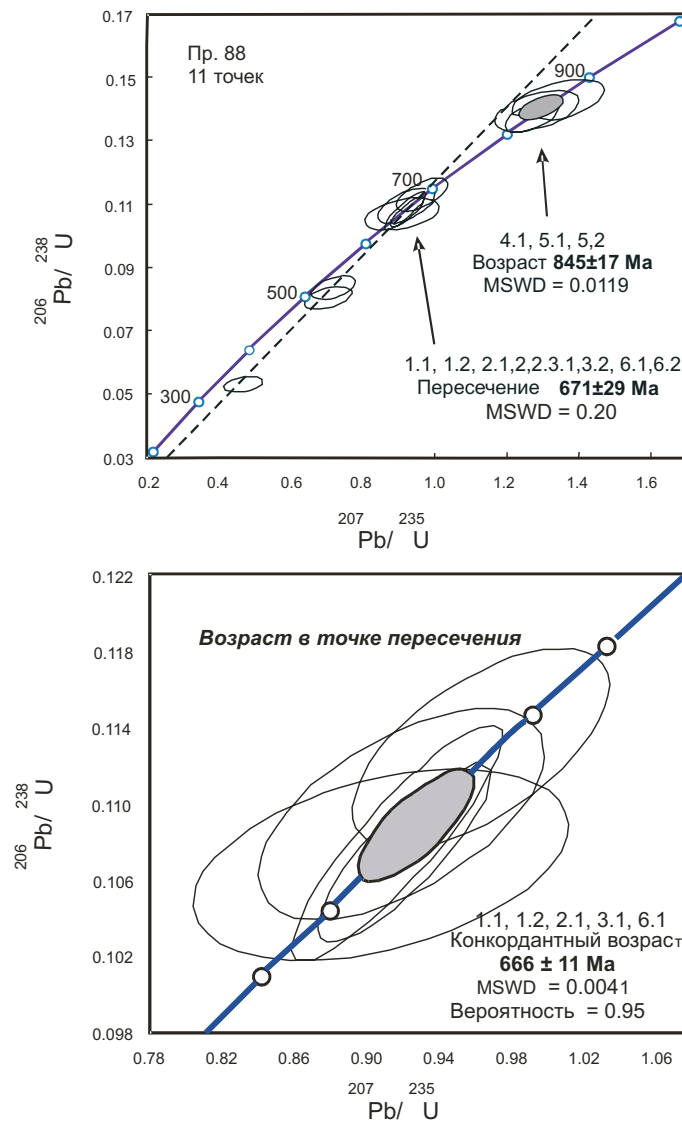 0.17
Пр. 88
11 точек
900
0.15
0.13
700
0.11
206 238
Pb/ U
0.09
500
0.07
4.1, 5.1, 5,2
Возраст 845±17 Ma
MSWD = 0.0119
1.1, 1.2, 2.1,2,2.3.1,3.2, 6.1,6.2
Пересечение 671±29 Ma
MSWD = 0.20
300
0.05
0.03
0.2 0.4 0.6 0.8 1.0 1.2 1.4 1.6
207 235
Pb/ U
0.122
Возраст в точке пересечения
0.118
0.114
0.110
206 238
Pb/ U
0.106
0.102
0.098
1.1, 1.2, 2.1, 3.1, 6.1
Конкордантный возраст
666 ± 11 Ma
MSWD = 0.0041
Вероятность = 0.95
0.78 0.82 0.86 0.90 0.94 0.98 1.02 1.06
207 235
Pb/ U